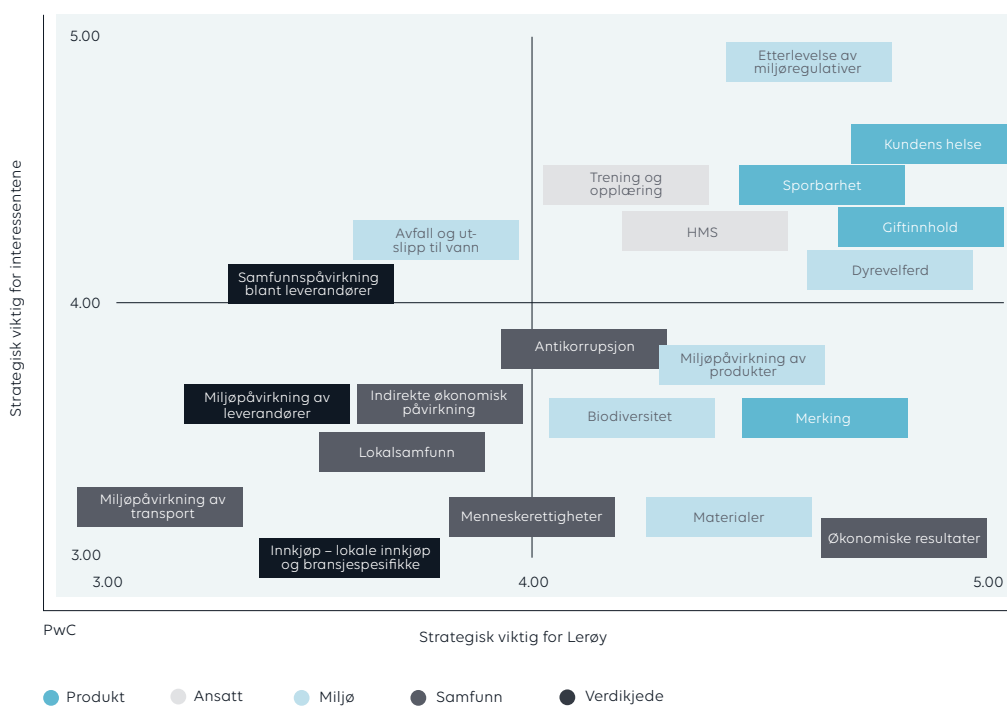 5.00
Etterlevelse av
miljøregulativer
Kundens helse
Trening og
opplæring
Sporbarhet
Giftinnhold
HMS
Avfall og ut-
slipp til vann
Dyrevelferd
Samfunnspåvirkning
blant leverandører
4.00
Strategisk viktig for interessentene
Antikorrupsjon
Miljøpåvirkning av
produkter
Miljøpåvirkning av
leverandører
Indirekte økonomisk
påvirkning
Biodiversitet
Merking
Lokalsamfunn
Miljøpåvirkning av
transport
Menneskerettigheter
Materialer
Økonomiske resultater
Innkjøp – lokale innkjøp
og bransjespesifikke
3.00
3.00
4.00
5.00
PwC
Strategisk viktig for Lerøy
Produkt
Ansatt
Miljø
Samfunn
Verdikjede